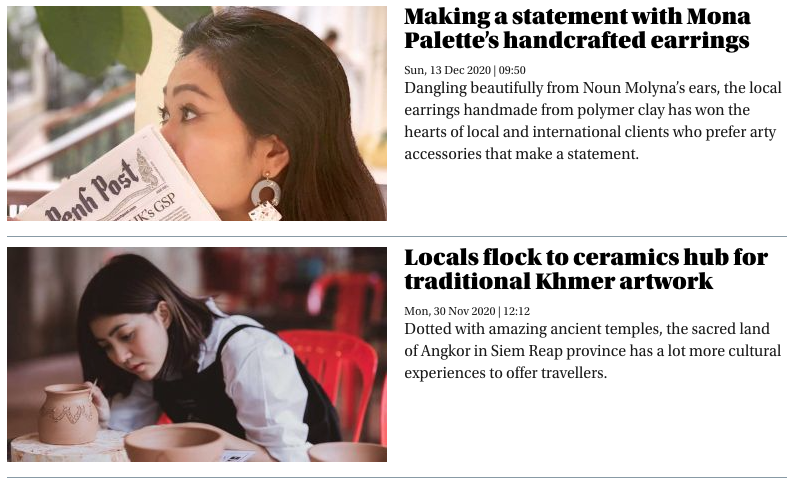 Making a statement with Mona
Palette's handcrafted earrings
Sun, 13 Dec 2020 | 09:50
Dangling beautifully from Noun Molyna's ears, the local
earrings handmade from polymer clay has won the
hearts of local and international clients who prefer arty
accessories that make a statement.
Penh Post
K's GSP
Locals flock to ceramics hub for
traditional Khmer artwork
Mon, 30 Nov 2020 | 12:12
Dotted with amazing ancient temples, the sacred land
of Angkor in Siem Reap province has a lot more cultural
experiences to offer travellers.